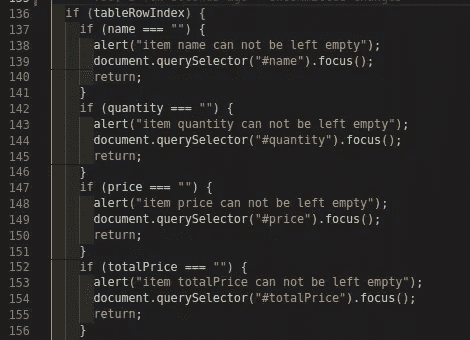 136 if (tableRowIndex) {
137 if (name === "") {
138 alert("item name can not be left empty");
139 document.querySelector("#name").focus();
140 return;
141 }
142 if (quantity === "") {
143 alert("item quantity can not be left empty");
144 document.querySelector("#quantity").focus();
145 return;
146 }
147 if (price === "") {
148 alert("item price can not be left empty");
149 document.querySelector("#price").focus();
150 return;
151 }
152 if (totalPrice === "") {
153 alert("item totalPrice can not be left empty");
154 document.querySelector("#totalPrice").focus();
155 return;
156 }